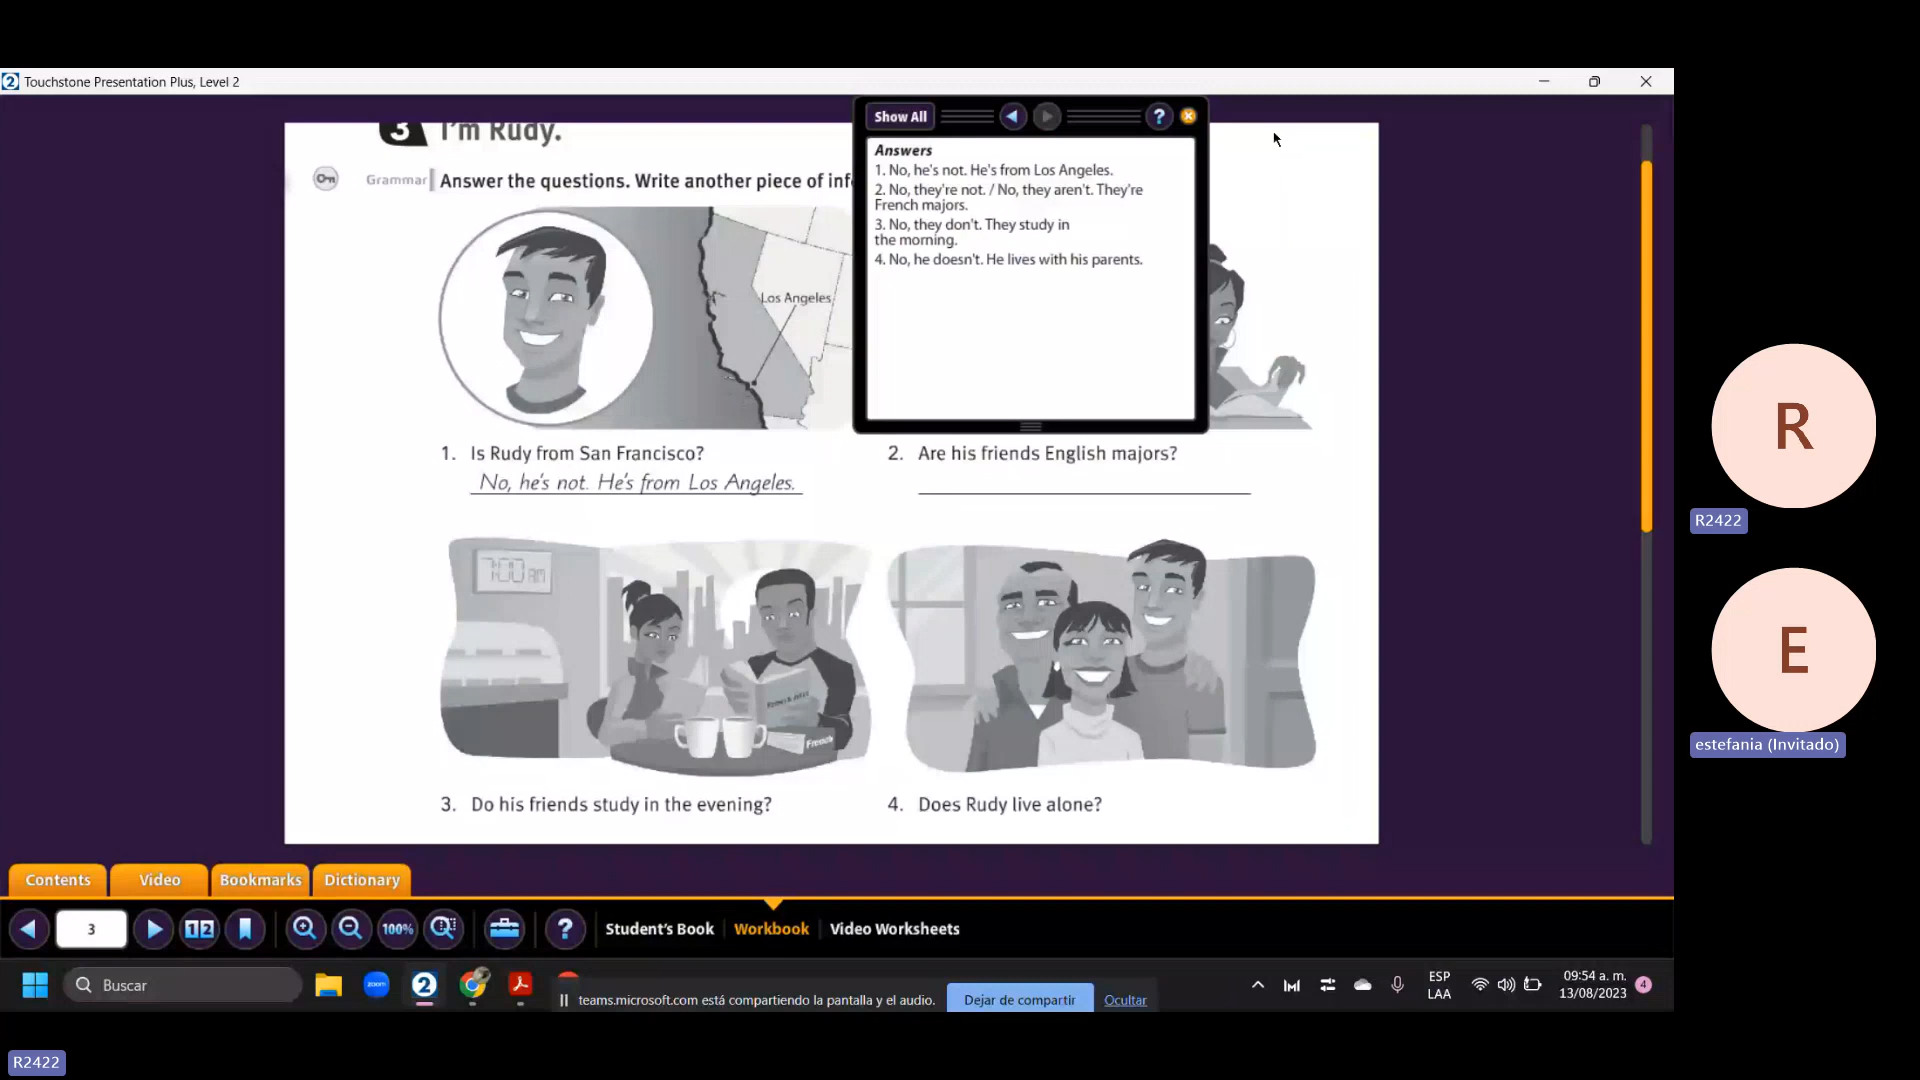 Touchstone Presentation Plus, Level 2
3 I'm Rudy.
Grammar Answer the questions. Write another piece of
Show All
Answers
1. No, he's not. He's from Los Angeles.
2. No, they're not. / No, they aren't. They're
French majors.
3. No, they don't. They study in
the morning.
4. No, he doesn't. He lives with his parents.
Los Angeles
1. Is Rudy from San Francisco?
No, he's not. He's from Los Angeles.
2. Are his friends English majors?
7:00 AM
French
3. Do his friends study in the evening?
4. Does Rudy live alone?
Contents
Video
Bookmarks
Dictionary
3
12
100%
Student's Book
Workbook
Video Worksheets
Buscar
zoom
2
teams.microsoft.com está compartiendo la pantalla y el audio.
Dejar de compartir
Ocultar
ESP
LAA
09:54 a. m.
13/08/2023
4
R
R2422
E
estefania (Invitado)
R2422